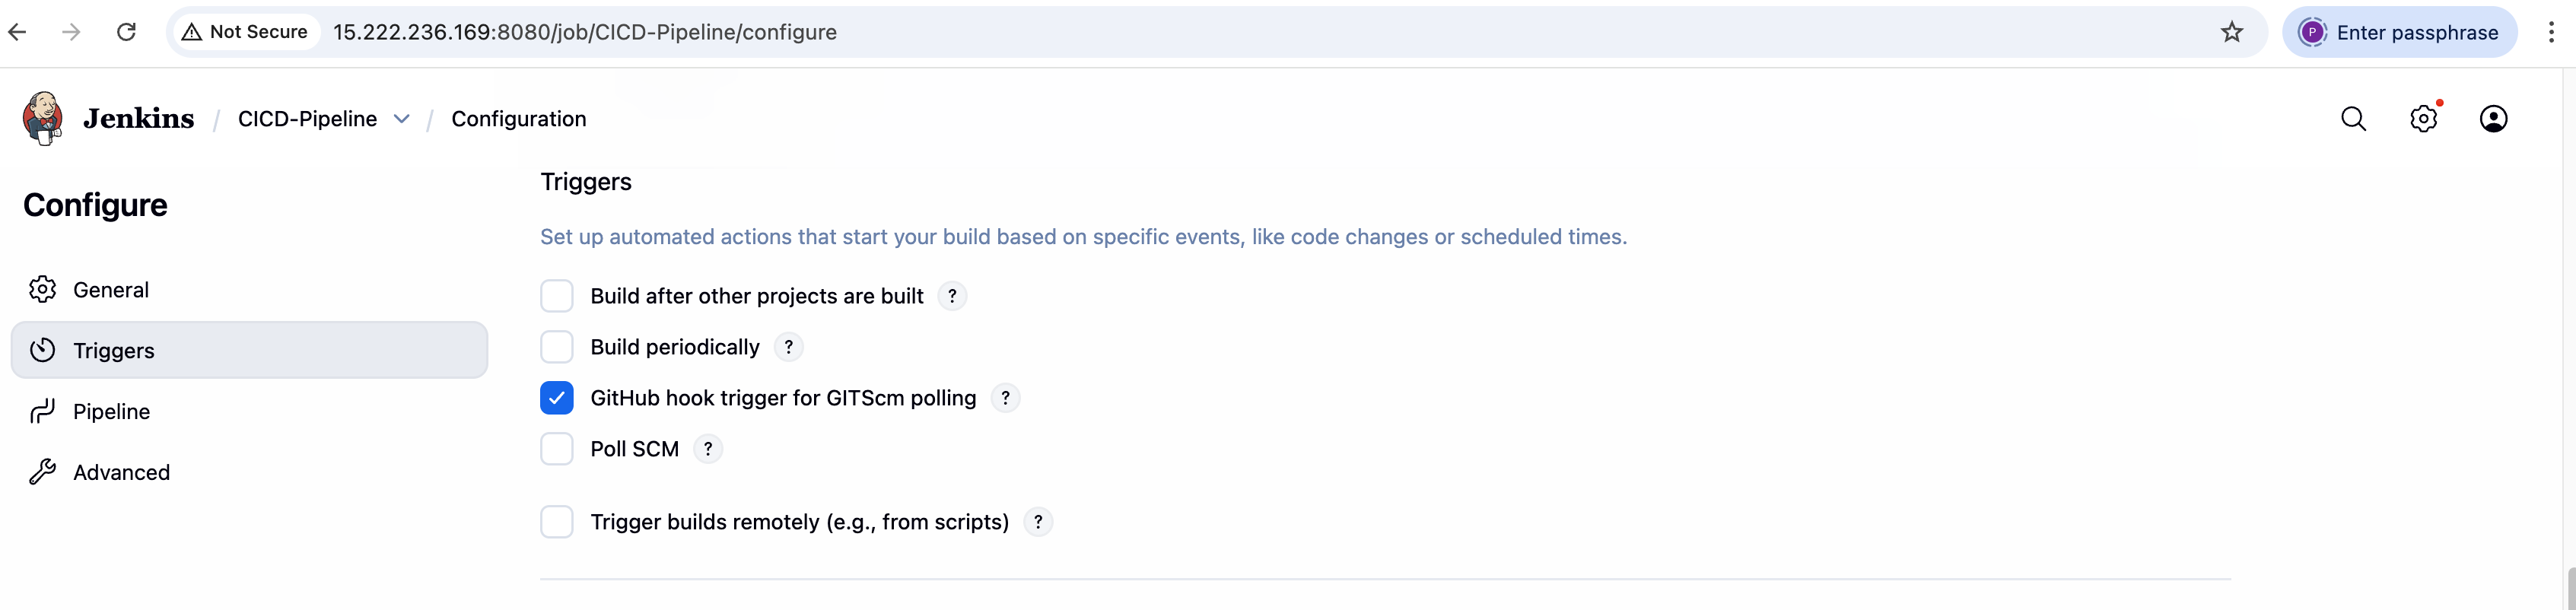 Not Secure 15.222.236.169:8080/job/CICD-Pipeline/configure P Enter passphrase
Jenkins / CICD-Pipeline / Configuration
Configure
General
Triggers
Pipeline
Advanced
Triggers
Set up automated actions that start your build based on specific events, like code changes or scheduled times.
Build after other projects are built ?
Build periodically ?
GitHub hook trigger for GITScm polling ?
Poll SCM ?
Trigger builds remotely (e.g., from scripts) ?